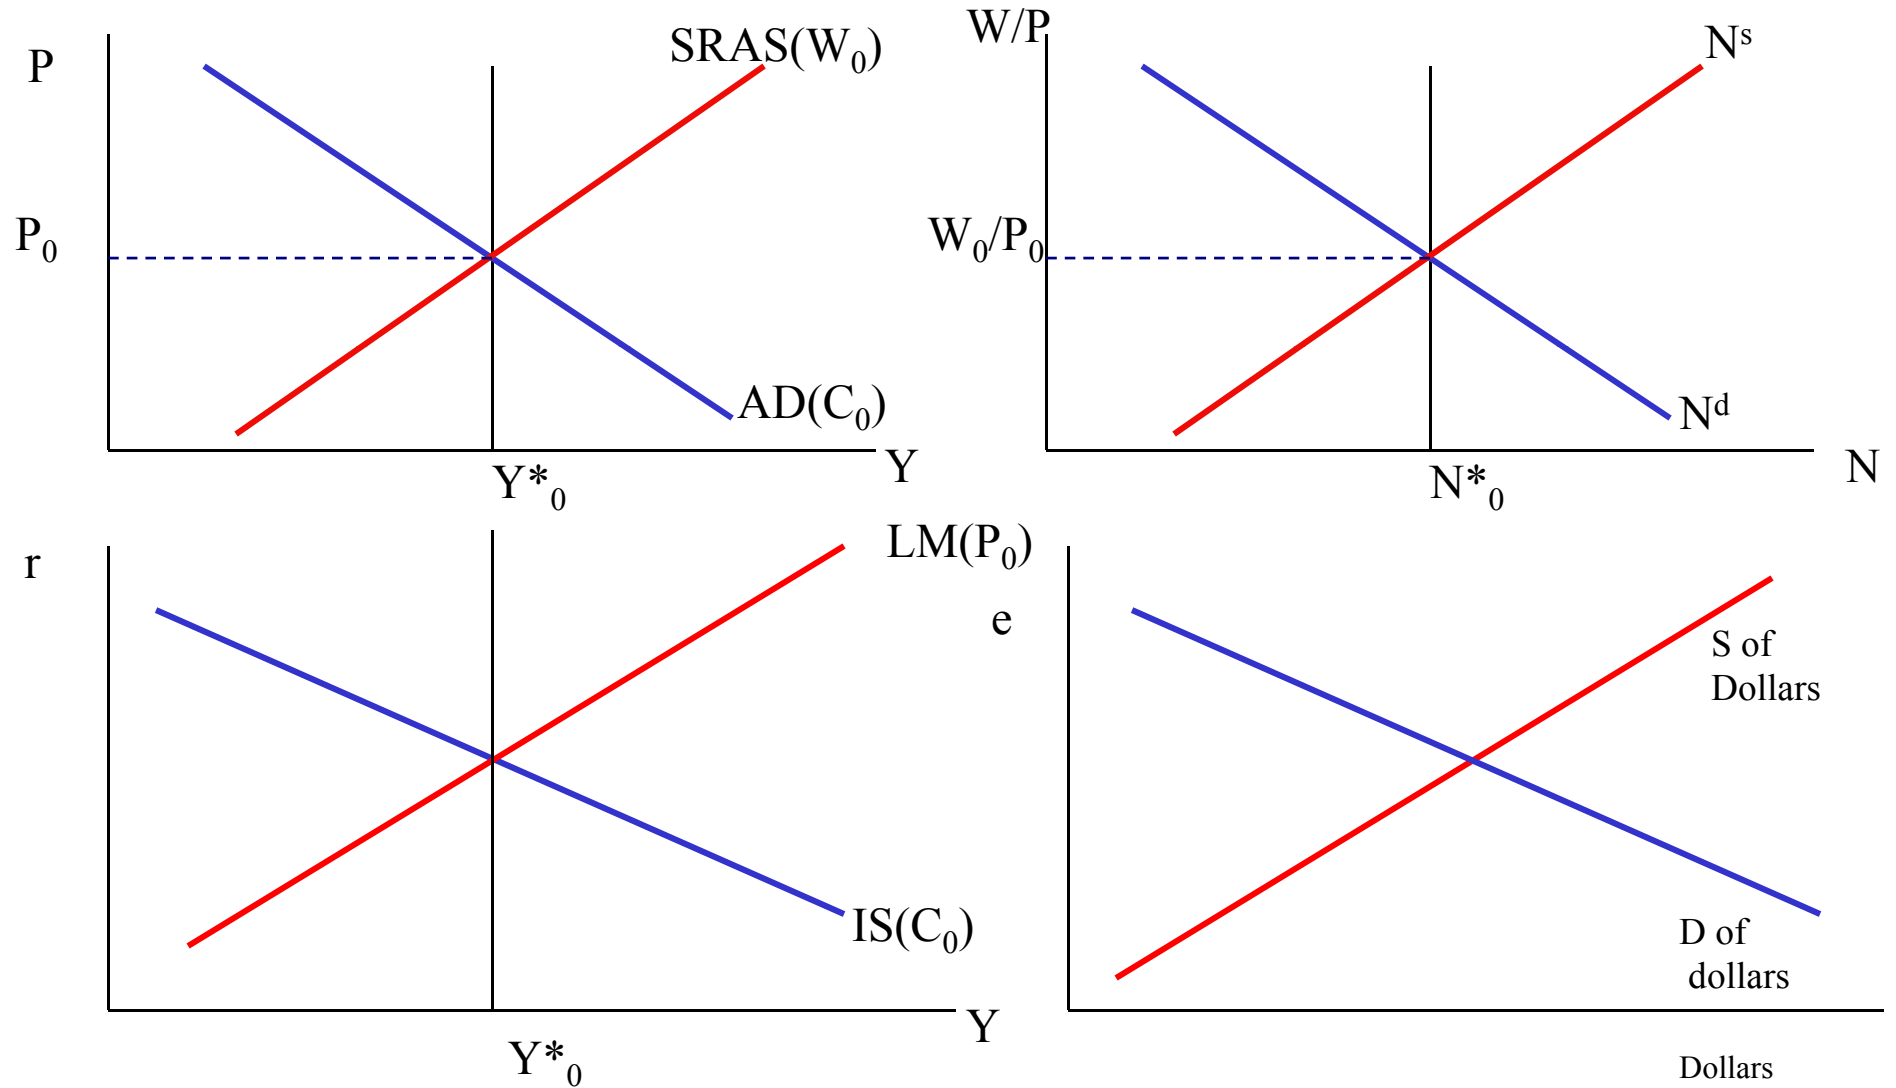 P
SRAS(W₀)
P₀
AD(C₀)
Y
Y*₀
W/P
Nˢ
W₀/P₀
Nᵈ
N
N*₀
r
LM(P₀)
IS(C₀)
Y
Y*₀
e
S of
Dollars
D of
dollars
Dollars